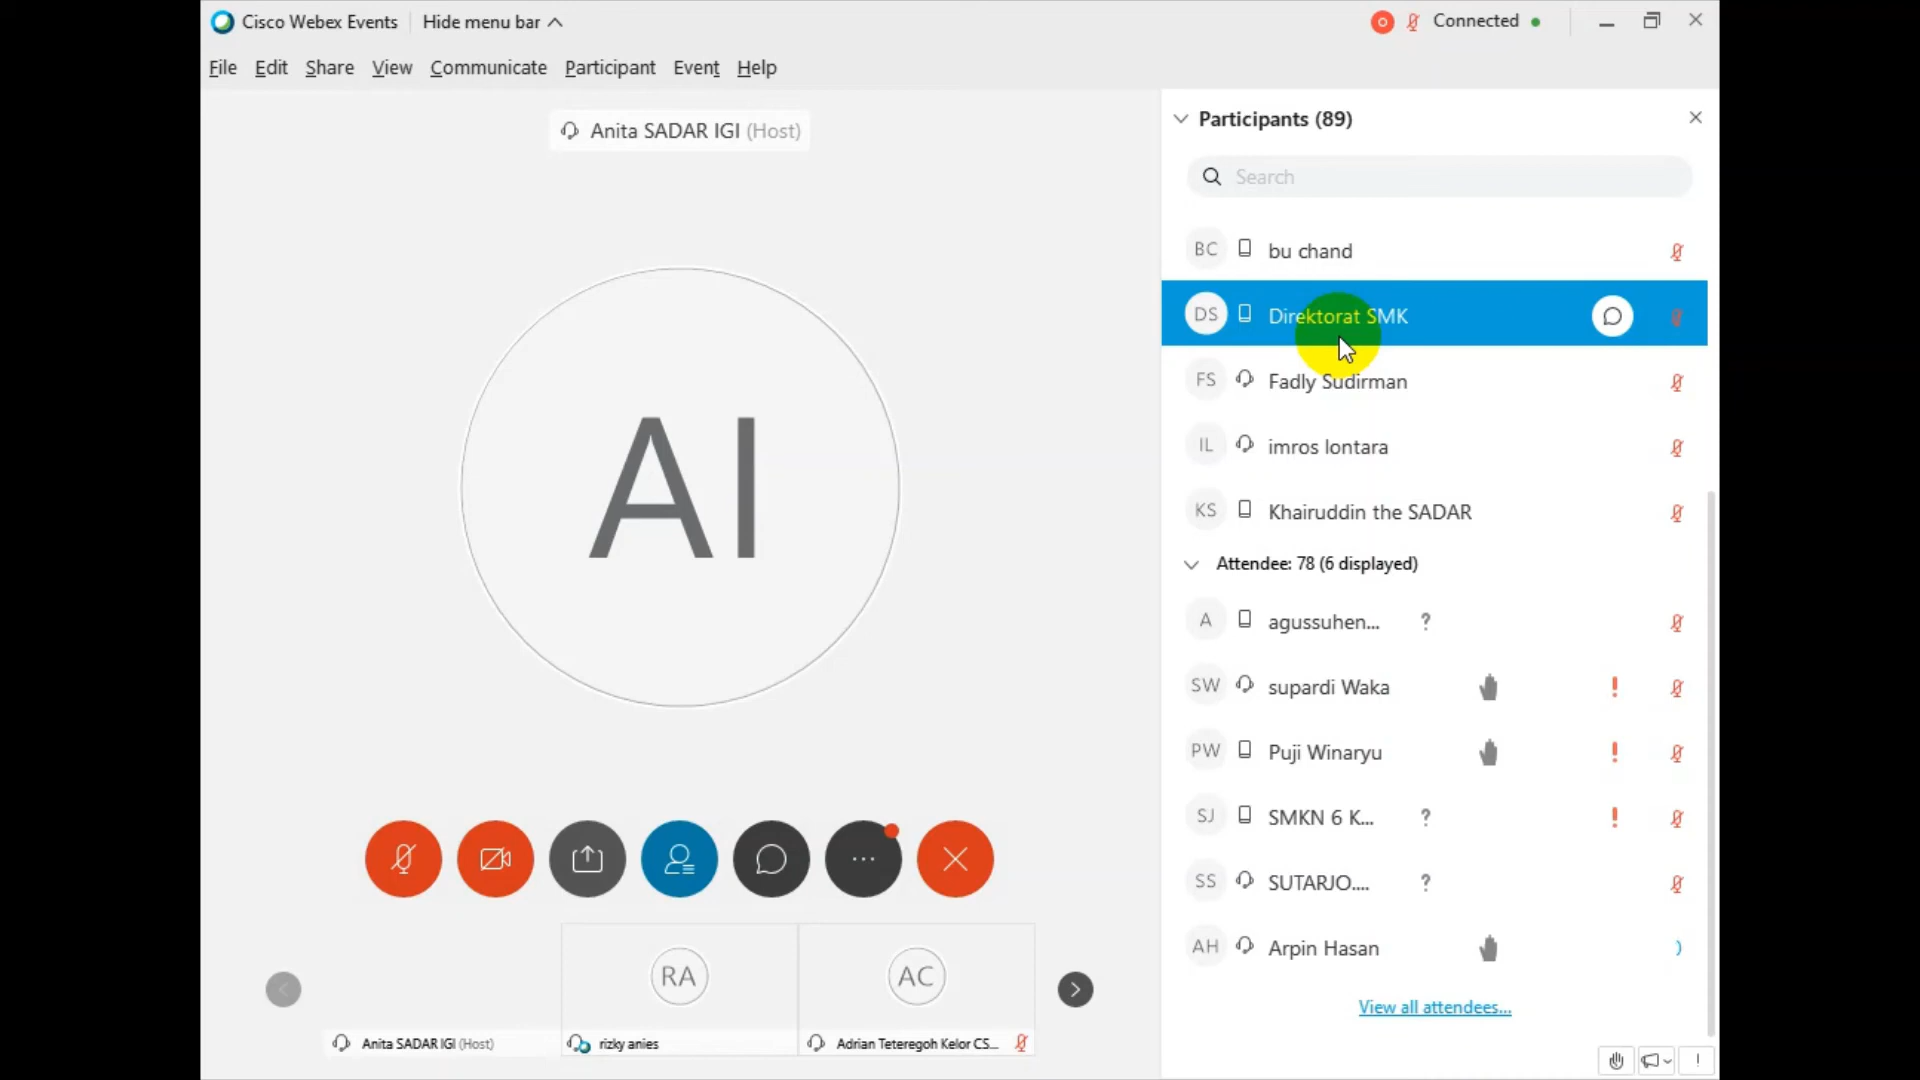 Cisco Webex Events
Hide menu bar
Connected
File Edit Share View Communicate Participant Event Help
Anita SADAR IGI (Host)
AI
Anita SADAR IGI (Host)
RA
rizky anies
AC
Adrian Teteregoh Kelor CS...
Participants (89)
Search
BC bu chand
DS Direktorat SMK
FS Fadly Sudirman
IL imros lontara
KS Khairuddin the SADAR
Attendee: 78 (6 displayed)
A agussuhen... ?
SW supardi Waka !
PW Puji Winaryu !
SJ SMKN 6 K... ? !
SS SUTARJO.... ?
AH Arpin Hasan
View all attendees...
!